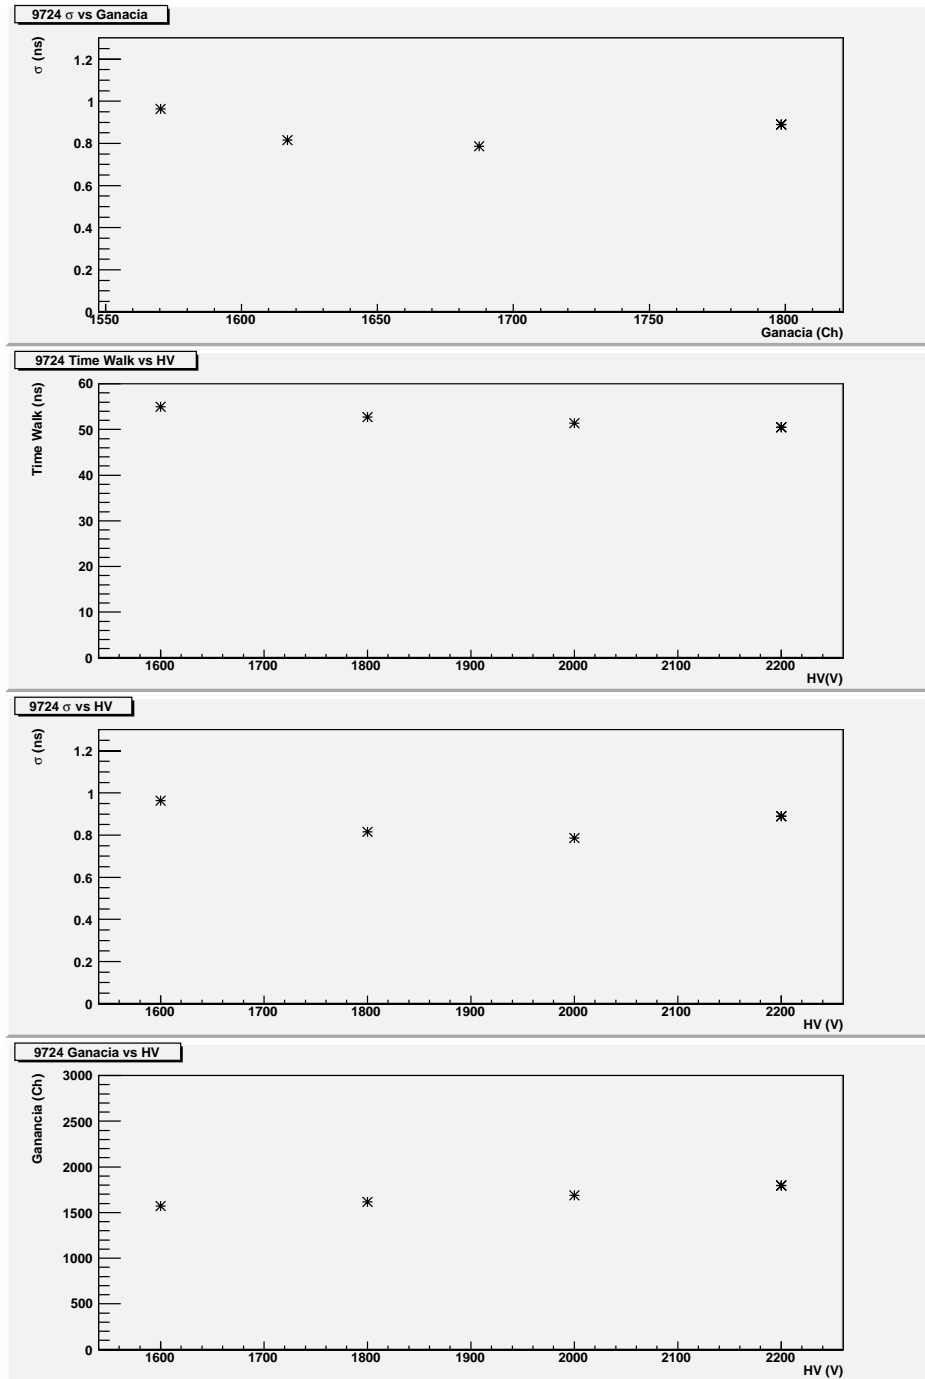 9724 σ vs Ganacia
σ (ns)
1.2
1
0.8
0.6
0.4
0.2
0
1550 1600 1650 1700 1750 1800
Ganacia (Ch)
9724 Time Walk vs HV
Time Walk (ns)
60
50
40
30
20
10
0
1600 1700 1800 1900 2000 2100 2200
HV(V)
9724 σ vs HV
σ (ns)
1.2
1
0.8
0.6
0.4
0.2
0
1600 1700 1800 1900 2000 2100 2200
HV (V)
9724 Ganacia vs HV
Ganancia (Ch)
3000
2500
2000
1500
1000
500
0
1600 1700 1800 1900 2000 2100 2200
HV (V)